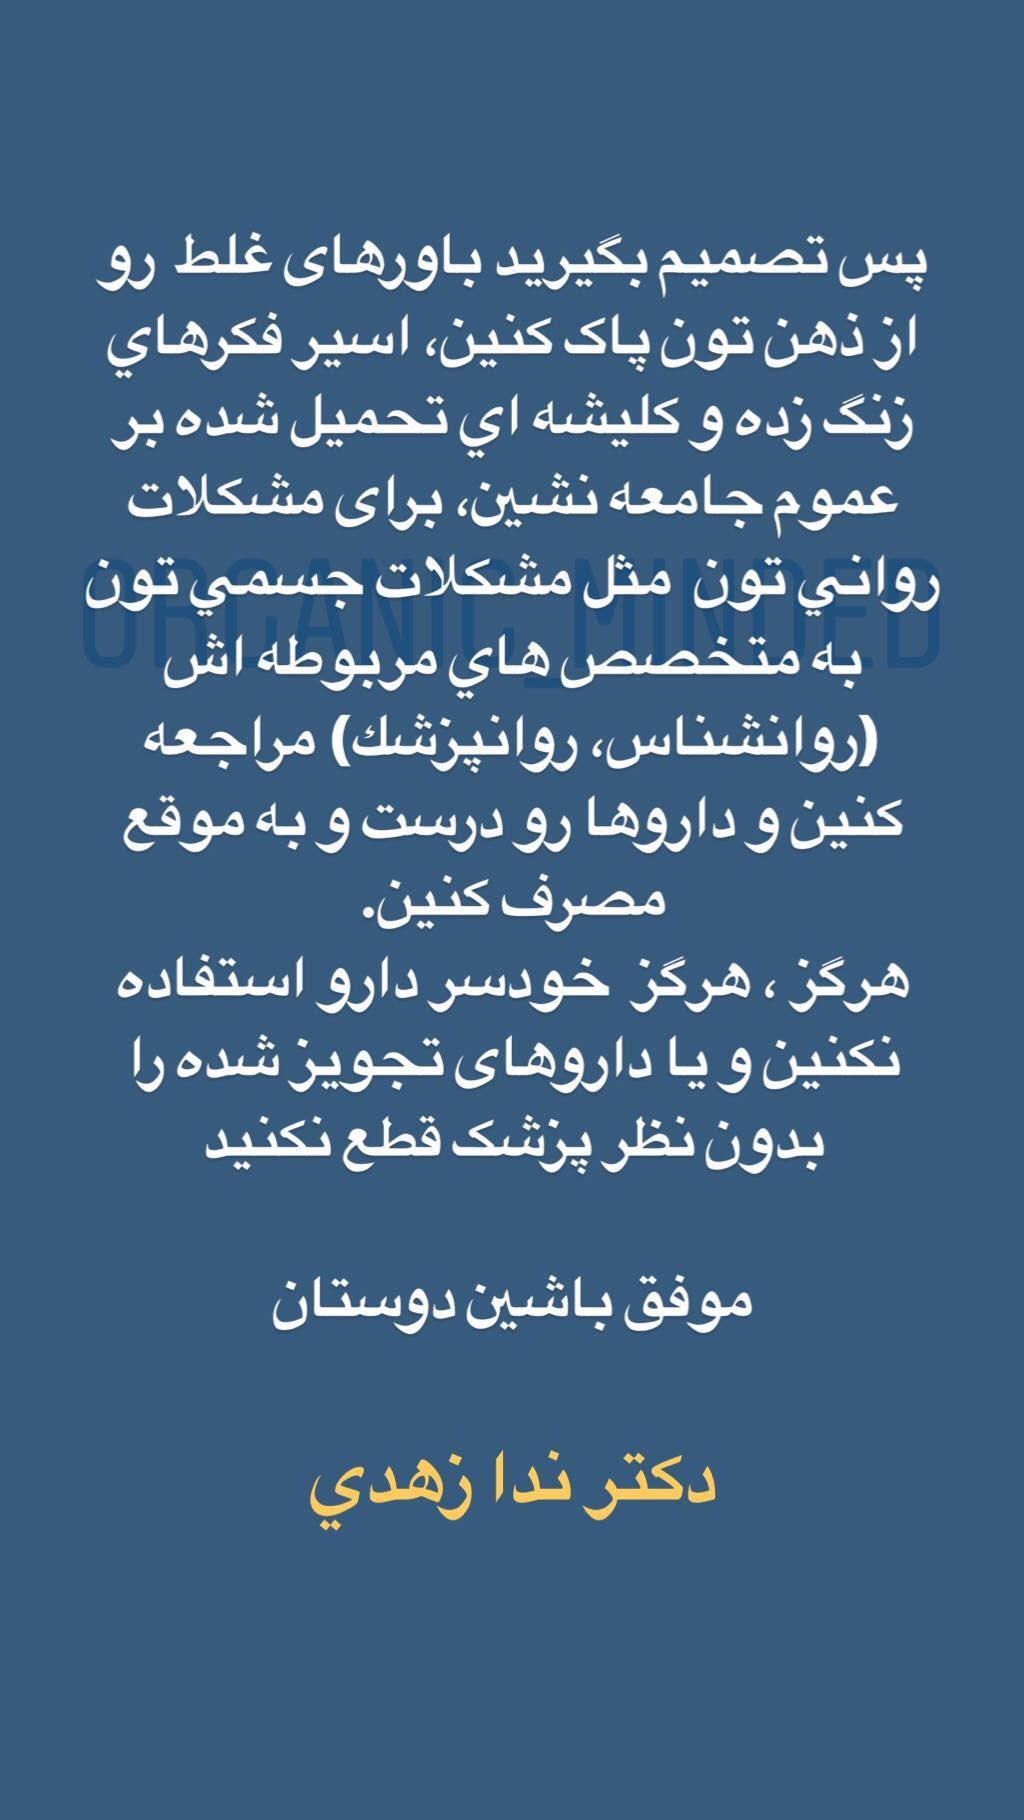 پس تصمیم بگیرید باورهای غلط رو
از ذهن تون پاک کنین، اسیر فکرهاي
زنگ زده و کلیشه اي تحمیل شده بر
عموم جامعه نشین، برای مشکلات
رواني تون مثل مشکلات جسمي تون
ORGANIC_MINDED
به متخصص هاي مربوطه اش
(روانشناس، روانپزشك) مراجعه
کنین و داروها رو درست و به موقع
مصرف کنین.
هرگز ، هرگز خودسر دارو استفاده
نکنین و یا داروهای تجویز شده را
بدون نظر پزشک قطع نکنید
موفق باشین دوستان
دکتر ندا زهدي